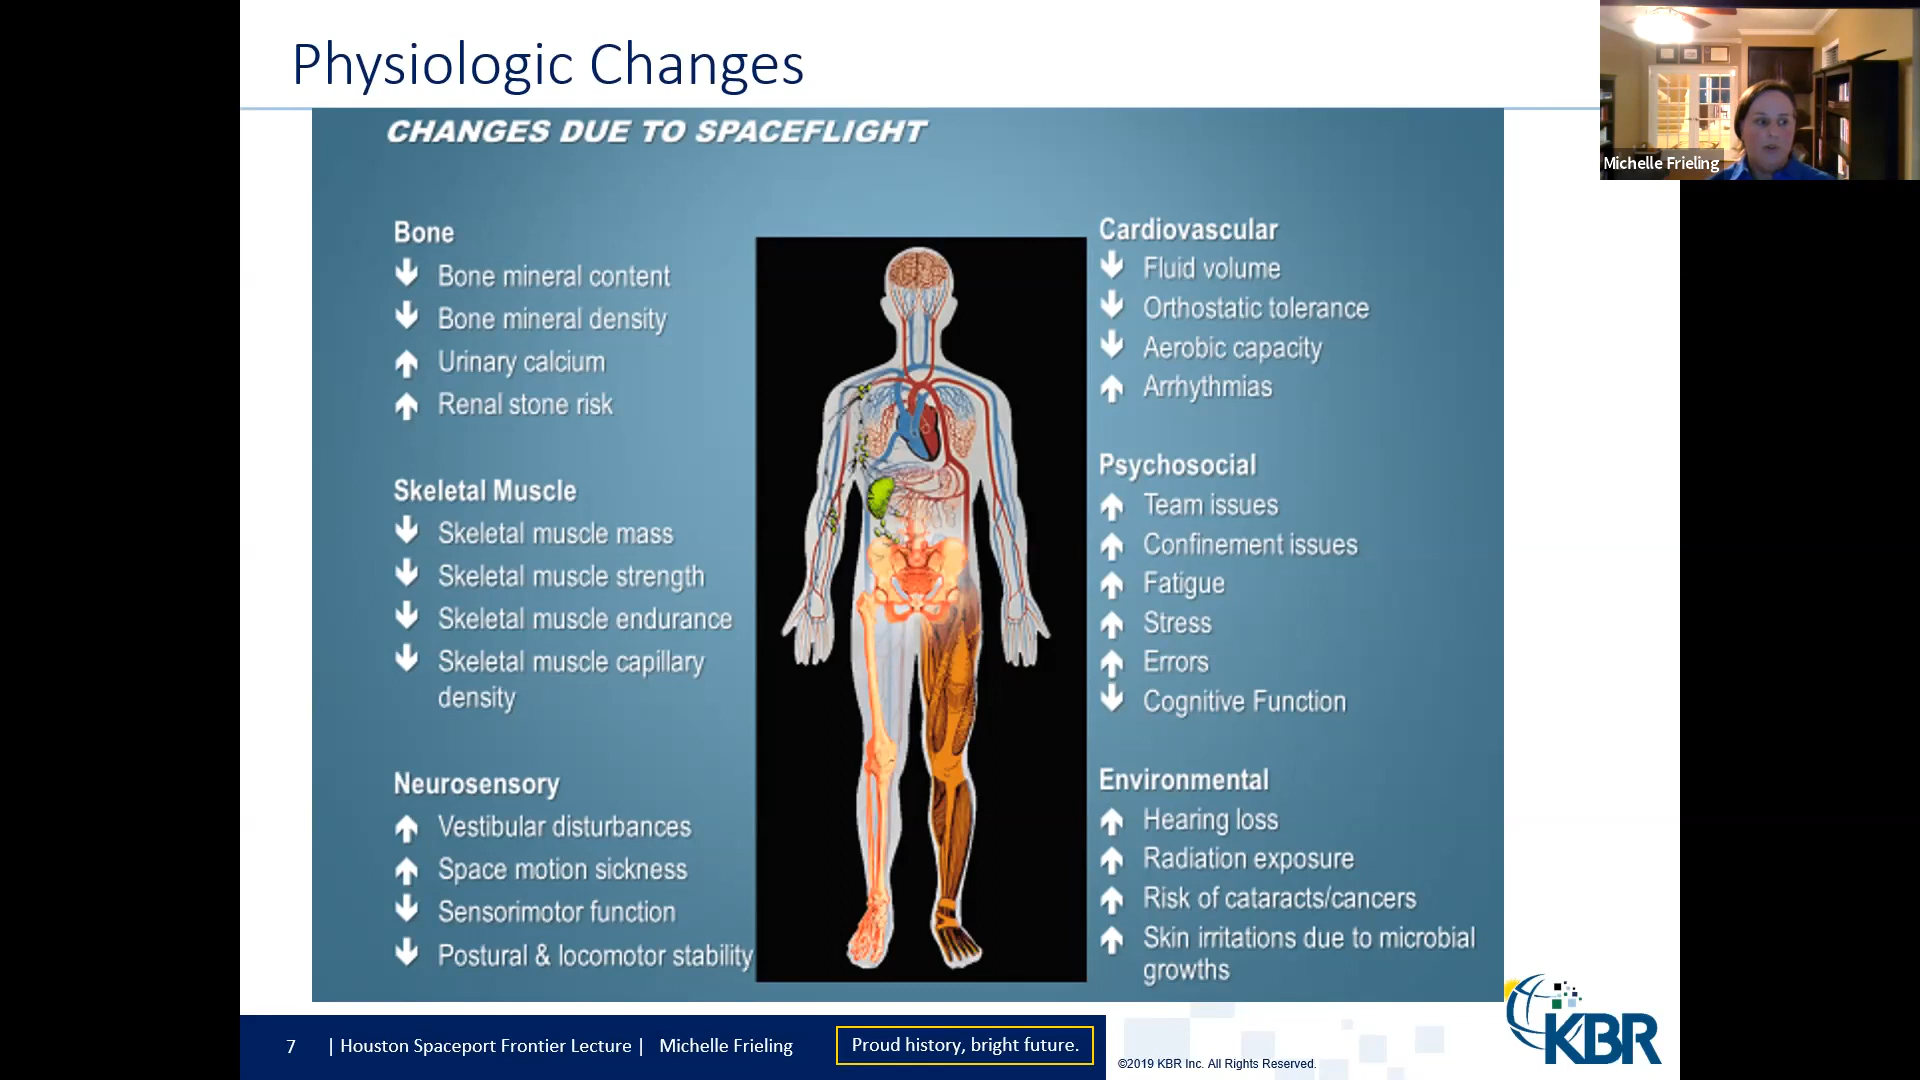 Physiologic Changes
CHANGES DUE TO SPACEFLIGHT
Bone
Bone mineral content
Bone mineral density
Urinary calcium
Renal stone risk
Skeletal Muscle
Skeletal muscle mass
Skeletal muscle strength
Skeletal muscle endurance
Skeletal muscle capillary
density
Neurosensory
Vestibular disturbances
Space motion sickness
Sensorimotor function
Postural & locomotor stability
Cardiovascular
Fluid volume
Orthostatic tolerance
Aerobic capacity
Arrhythmias
Psychosocial
Team issues
Confinement issues
Fatigue
Stress
Errors
Cognitive Function
Environmental
Hearing loss
Radiation exposure
Risk of cataracts/cancers
Skin irritations due to microbial
growths
Michelle Frieling
7 | Houston Spaceport Frontier Lecture | Michelle Frieling
Proud history, bright future.
©2019 KBR Inc. All Rights Reserved.
KBR